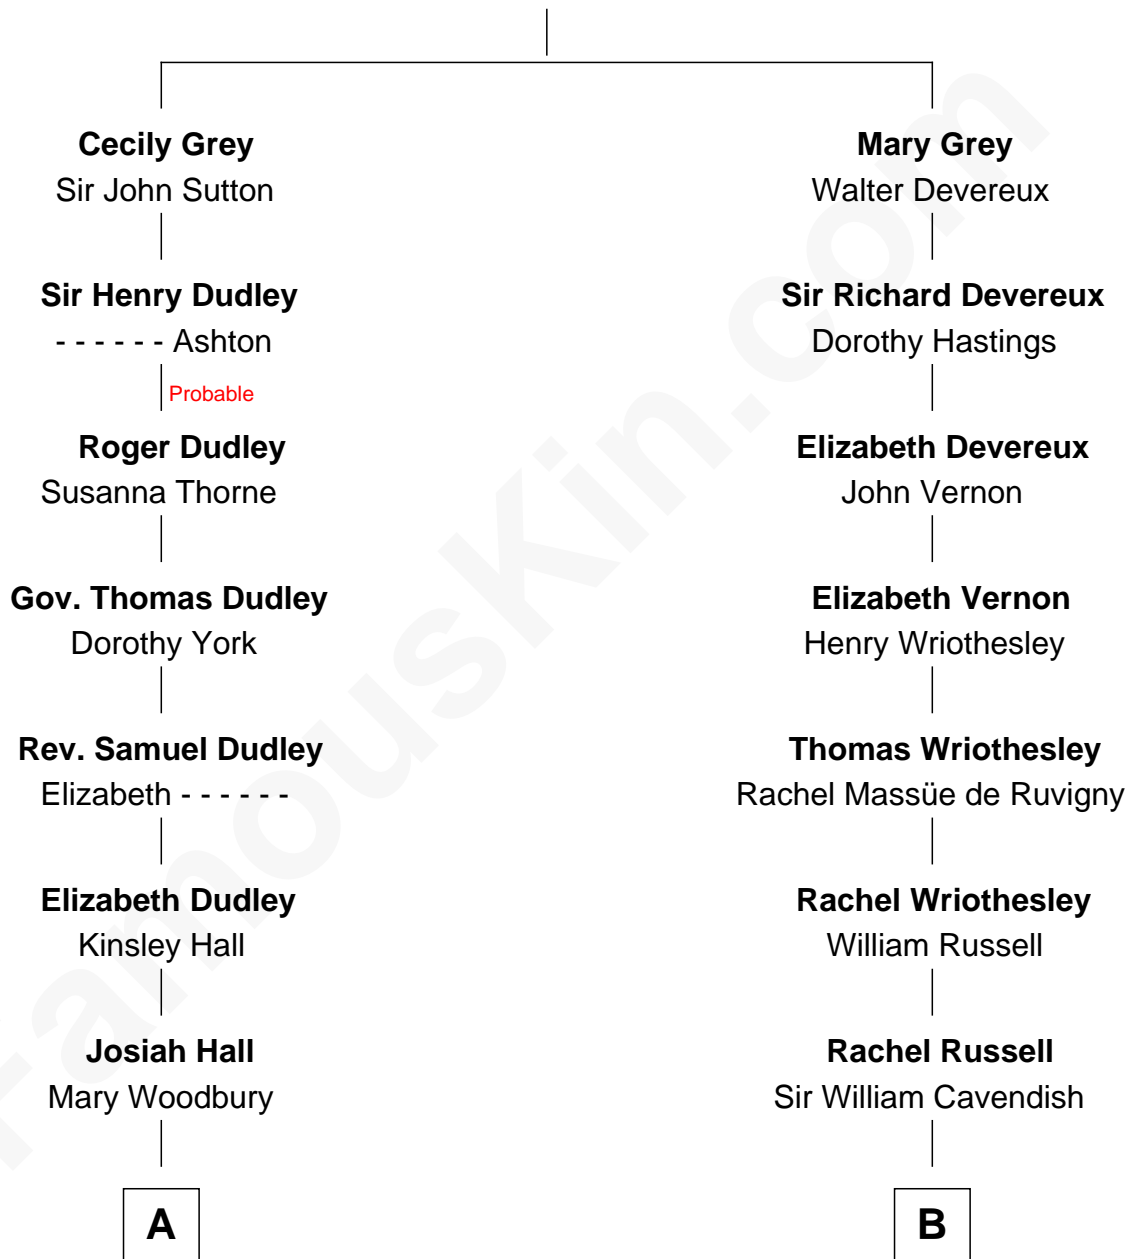 Cecily Grey
Sir John Sutton
Sir Henry Dudley
- - - - - - Ashton
Probable
Roger Dudley
Susanna Thorne
Gov. Thomas Dudley
Dorothy York
Rev. Samuel Dudley
Elizabeth - - - - - -
Elizabeth Dudley
Kinsley Hall
Josiah Hall
Mary Woodbury
A
Mary Grey
Walter Devereux
Sir Richard Devereux
Dorothy Hastings
Elizabeth Devereux
John Vernon
Elizabeth Vernon
Henry Wriothesley
Thomas Wriothesley
Rachel Massüe de Ruvigny
Rachel Wriothesley
William Russell
Rachel Russell
Sir William Cavendish
B
FamousKin.com